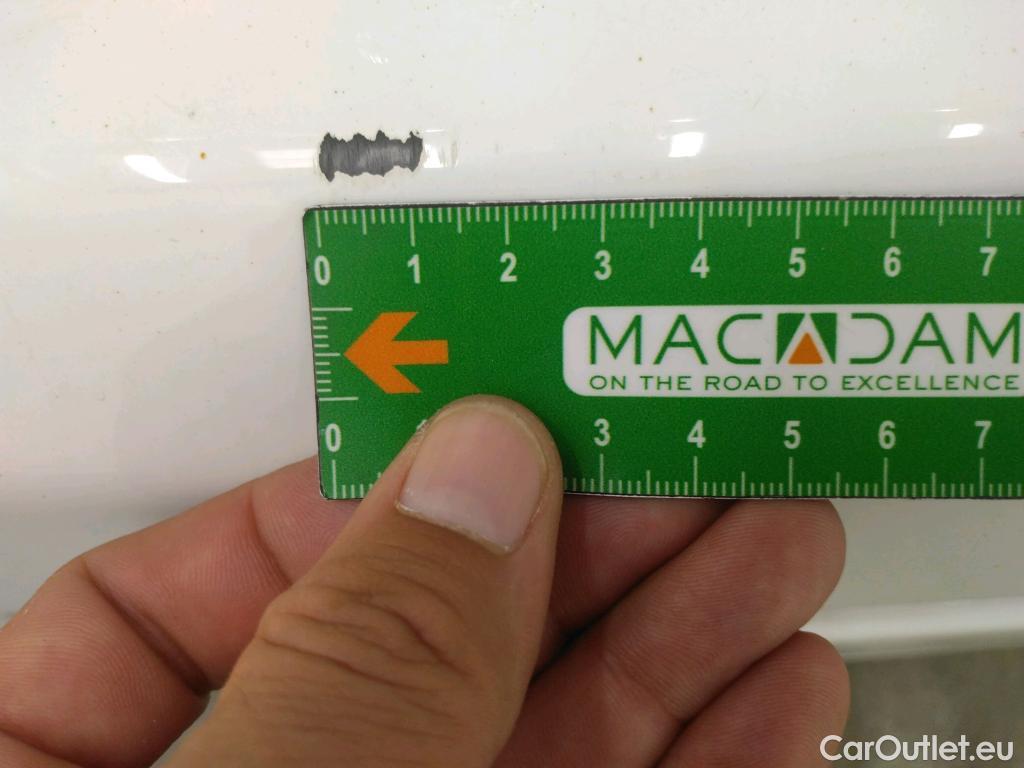 0 1 2 3 4 5 6 7
MACADAM
ON THE ROAD TO EXCELLENCE
0 3 4 5 6 7
CarOutlet.eu